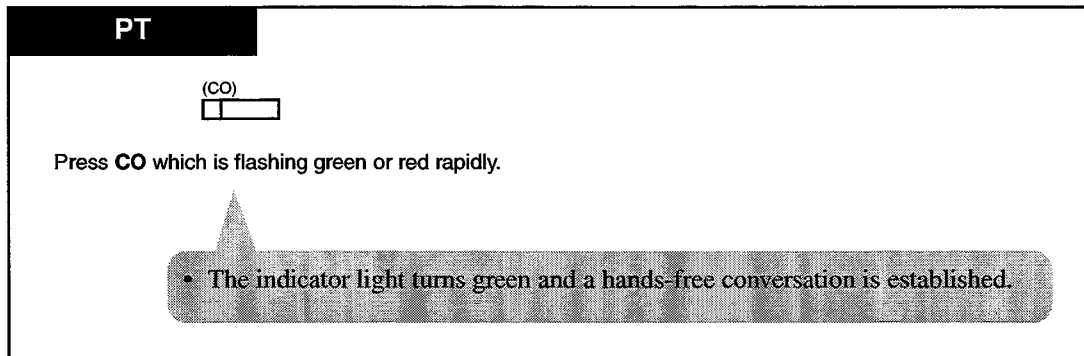 PT
(CO)
Press CO which is flashing green or red rapidly.
• The indicator light turns green and a hands-free conversation is established.